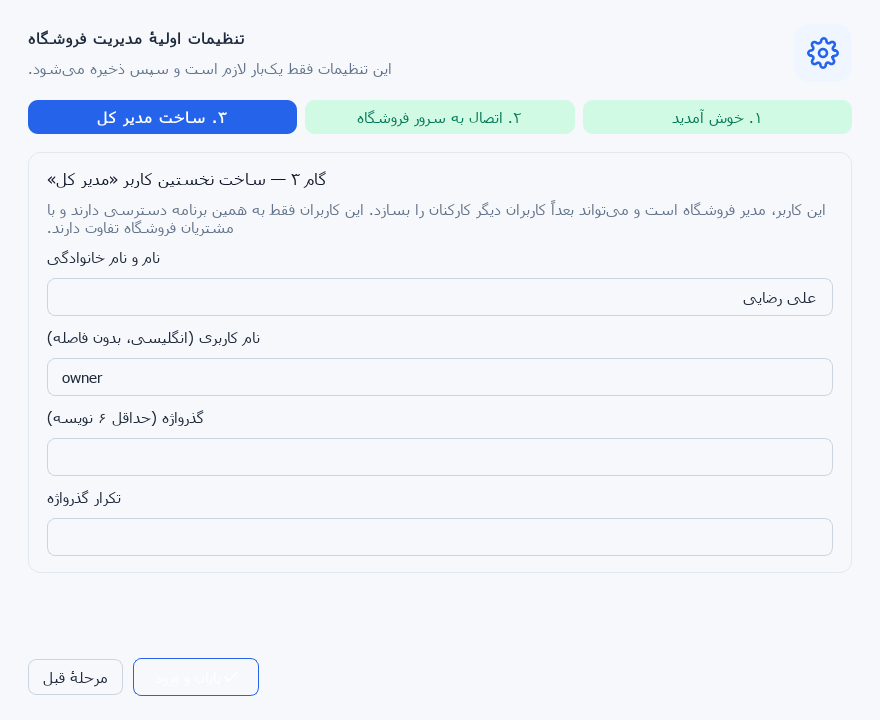 تنظیمات اولیهٔ مدیریت فروشگاه
این تنظیمات فقط یک‌بار لازم است و سپس ذخیره می‌شود.
۱. خوش آمدید
۲. اتصال به سرور فروشگاه
۳. ساخت مدیر کل
گام ۳ — ساخت نخستین کاربر «مدیر کل»
این کاربر، مدیر فروشگاه است و می‌تواند بعداً کاربران دیگر کارکنان را بسازد. این کاربران فقط به همین برنامه دسترسی دارند و با
مشتریان فروشگاه تفاوت دارند.
نام و نام خانوادگی
علی رضایی
نام کاربری (انگلیسی، بدون فاصله)
owner
گذرواژه (حداقل ۶ نویسه)
تکرار گذرواژه
مرحلهٔ قبل